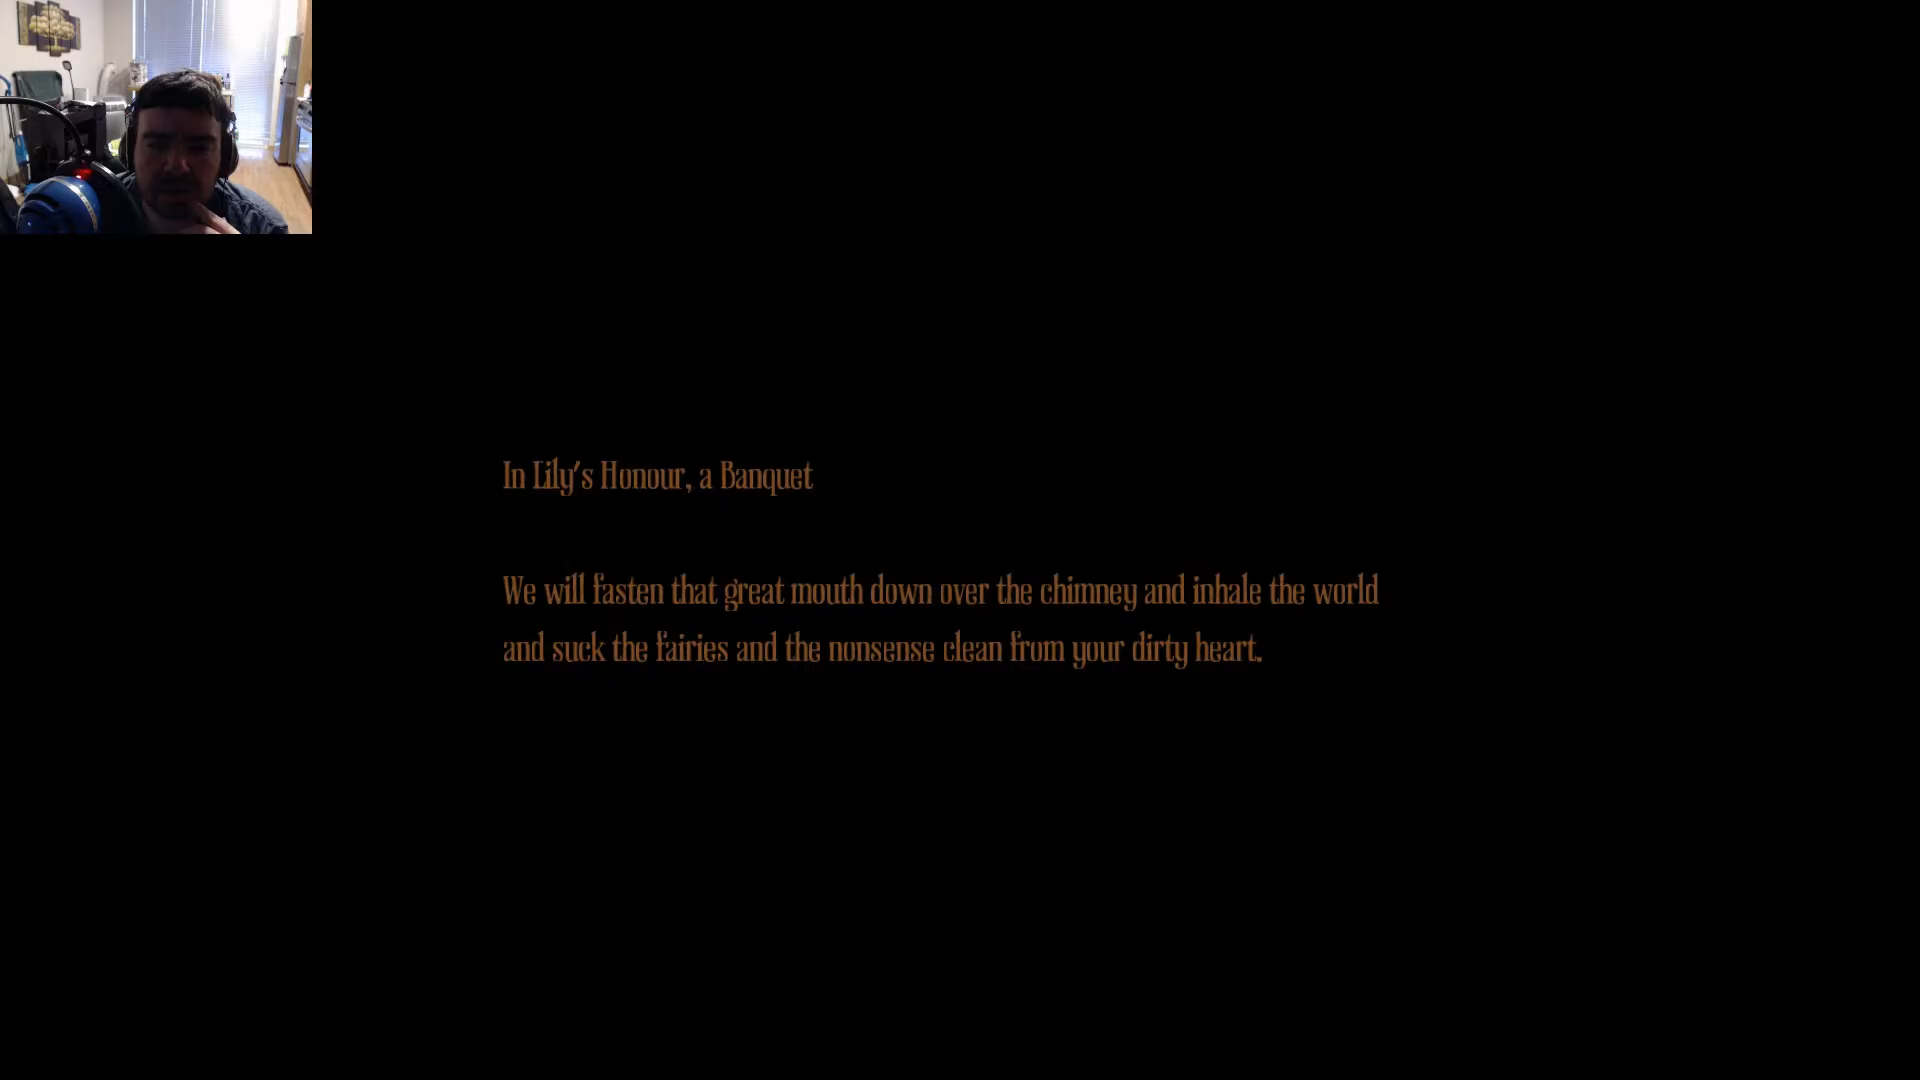 In Lily's Honour, a Banquet
We will fasten that great mouth down over the chimney and inhale the world
and suck the fairies and the nonsense clean from your dirty heart.